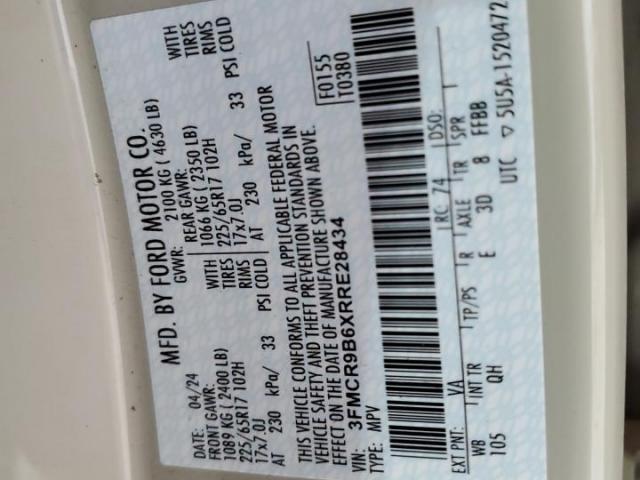 MFD. BY FORD MOTOR CO.
DATE: 04/24 GVWR: 2100 KG ( 4630 LB)
FRONT GAWR: REAR GAWR:
1089 KG ( 2400 LB) WITH 1066 KG ( 2350 LB) WITH
225/65R17 102H TIRES 225/65R17 102H TIRES
17x7.0J RIMS 17x7.0J RIMS
AT 230 kPa/ 33 PSI COLD AT 230 kPa/ 33 PSI COLD
THIS VEHICLE CONFORMS TO ALL APPLICABLE FEDERAL MOTOR
VEHICLE SAFETY AND THEFT PREVENTION STANDARDS IN
EFFECT ON THE DATE OF MANUFACTURE SHOWN ABOVE.
VIN: 3FMCR9B6XRRE28434 F0155
TYPE: MPV T0380
EXT PNT: YA RC: 74 DSO:
WB INT TR TP/PS R AXLE TR SPR
105 QH E 3D 8 FFBB
UTC ▽ 5U5A-1520472